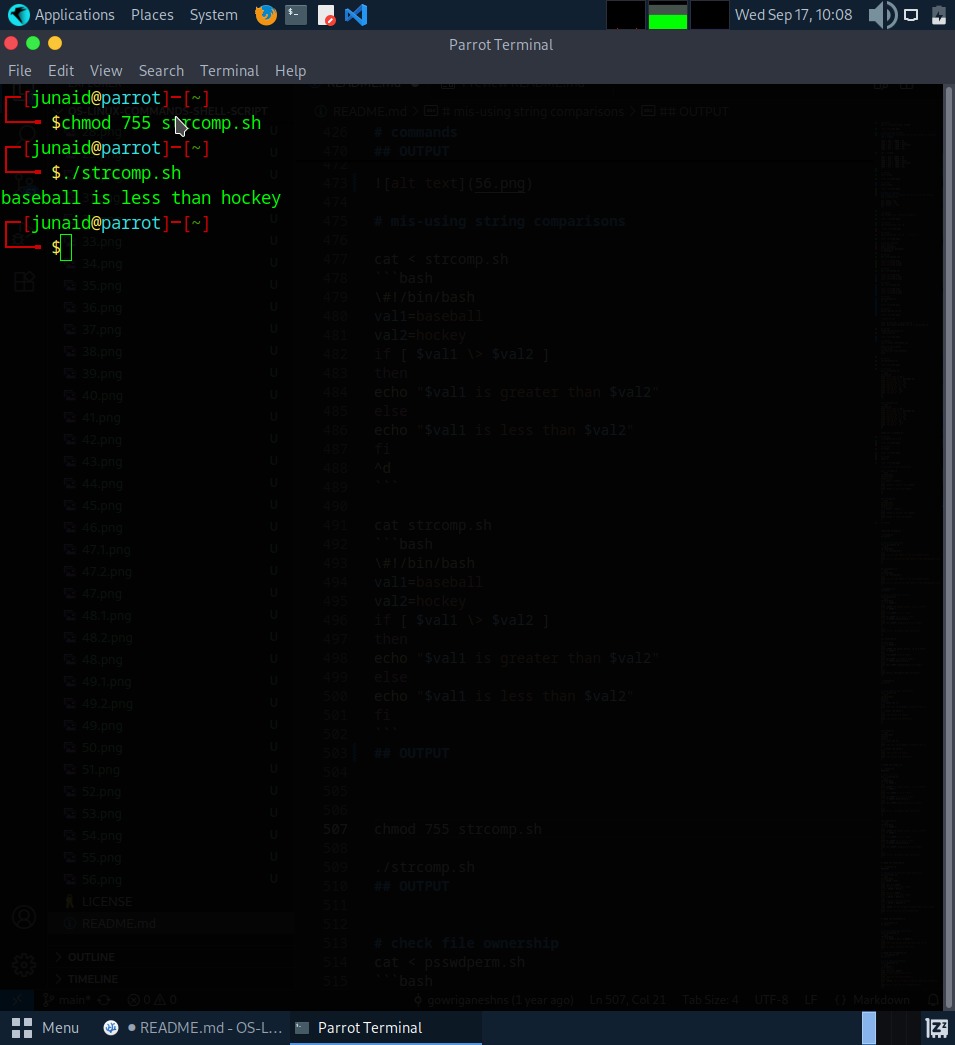 Applications Places System Wed Sep 17, 10:08
Parrot Terminal
File Edit View Search Terminal Help
[junaid@parrot]─[~]
$chmod 755 strcomp.sh
[junaid@parrot]─[~]
$./strcomp.sh
baseball is less than hockey
[junaid@parrot]─[~]
$
README.md > # mis-using string comparisons > ## OUTPUT
# commands
## OUTPUT
473 ![alt text](56.png)
474
475 # mis-using string comparisons
476
477 cat < strcomp.sh
478 ```bash
479 \#!/bin/bash
480 val1=baseball
481 val2=hockey
482 if [ $val1 \> $val2 ]
483 then
484 echo "$val1 is greater than $val2"
485 else
486 echo "$val1 is less than $val2"
487 fi
488 ^d
489 ```
490
491 cat strcomp.sh
492 ```bash
493 \#!/bin/bash
494 val1=baseball
495 val2=hockey
496 if [ $val1 \> $val2 ]
497 then
498 echo "$val1 is greater than $val2"
499 else
500 echo "$val1 is less than $val2"
501 fi
502 ```
503 ## OUTPUT
504
505
506
507 chmod 755 strcomp.sh
508
509 ./strcomp.sh
510 ## OUTPUT
511
512
513 # check file ownership
514 cat < psswdperm.sh
515 ```bash
33.png U
34.png U
35.png U
36.png U
37.png U
38.png U
39.png U
40.png U
41.png U
42.png U
43.png U
44.png U
45.png U
46.png U
47.1.png U
47.2.png U
47.png U
48.1.png U
48.2.png U
48.png U
49.1.png U
49.2.png U
49.png U
50.png U
51.png U
52.png U
53.png U
54.png U
55.png U
56.png U
LICENSE
README.md
OUTLINE
TIMELINE
main* 0 0 gowriganeshns (1 year ago) Ln 507, Col 21 Tab Size: 4 UTF-8 LF {} Markdown
Menu ● README.md - OS-L... Parrot Terminal